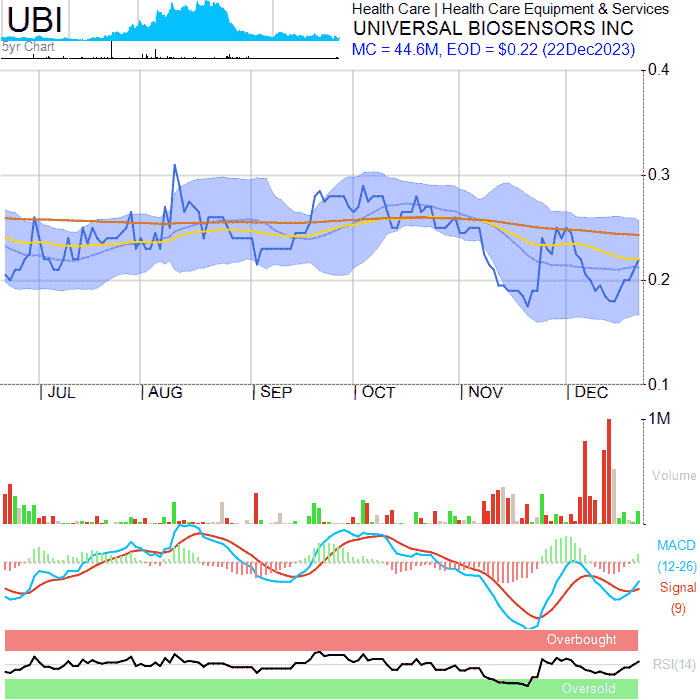 UBI
5yr Chart
Health Care | Health Care Equipment & Services
UNIVERSAL BIOSENSORS INC
MC = 44.6M, EOD = $0.22 (22Dec2023)
0.4
0.3
0.2
0.1
JUL AUG SEP OCT NOV DEC
1M
Volume
MACD
(12-26)
Signal
(9)
Overbought
RSI(14)
Oversold